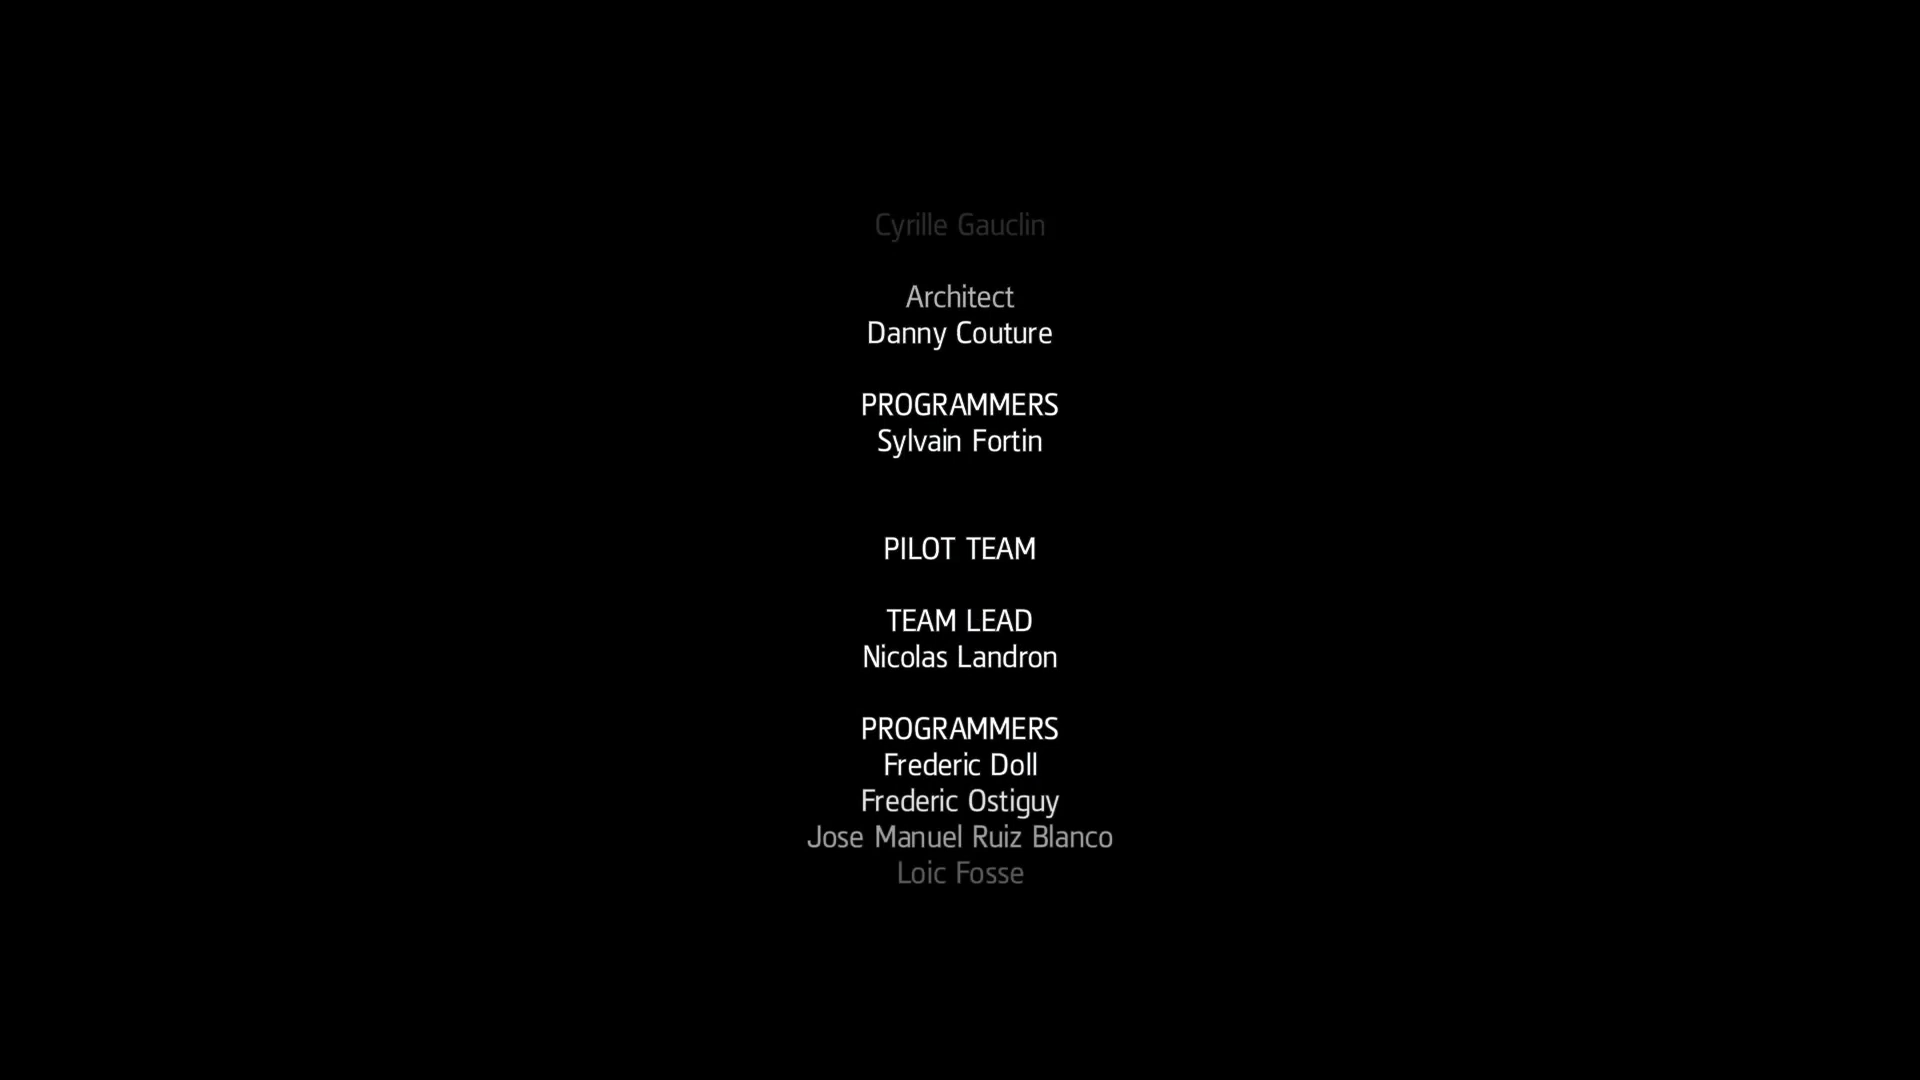 Cyrille Gauclin
Architect
Danny Couture
PROGRAMMERS
Sylvain Fortin
PILOT TEAM
TEAM LEAD
Nicolas Landron
PROGRAMMERS
Frederic Doll
Frederic Ostiguy
Jose Manuel Ruiz Blanco
Loic Fosse